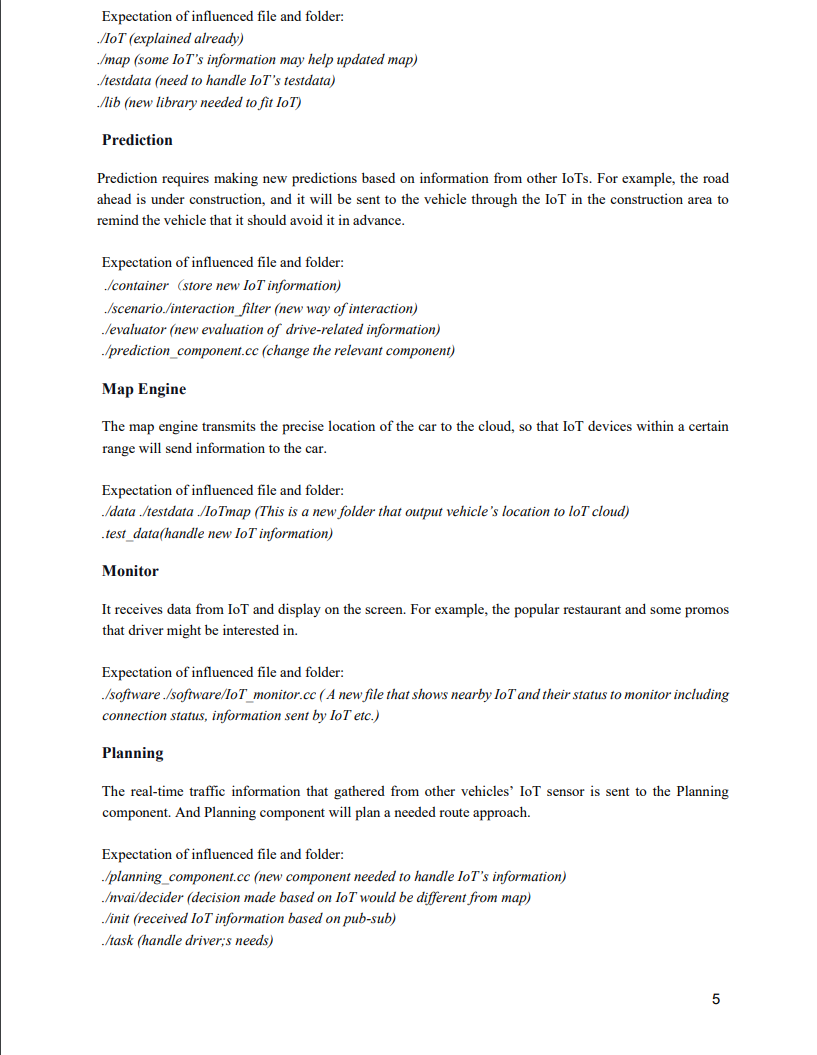 Expectation of influenced file and folder:
./IoT (explained already)
./map (some IoT's information may help updated map)
./testdata (need to handle IoT's testdata)
./lib (new library needed to fit IoT)
Prediction
Prediction requires making new predictions based on information from other IoTs. For example, the road
ahead is under construction, and it will be sent to the vehicle through the IoT in the construction area to
remind the vehicle that it should avoid it in advance.
Expectation of influenced file and folder:
./container（store new IoT information)
./scenario./interaction_filter (new way of interaction)
./evaluator (new evaluation of drive-related information)
./prediction_component.cc (change the relevant component)
Map Engine
The map engine transmits the precise location of the car to the cloud, so that IoT devices within a certain
range will send information to the car.
Expectation of influenced file and folder:
./data ./testdata ./IoTmap (This is a new folder that output vehicle's location to loT cloud)
.test_data(handle new IoT information)
Monitor
It receives data from IoT and display on the screen. For example, the popular restaurant and some promos
that driver might be interested in.
Expectation of influenced file and folder:
./software ./software/IoT_monitor.cc ( A new file that shows nearby IoT and their status to monitor including
connection status, information sent by IoT etc.)
Planning
The real-time traffic information that gathered from other vehicles' IoT sensor is sent to the Planning
component. And Planning component will plan a needed route approach.
Expectation of influenced file and folder:
./planning_component.cc (new component needed to handle IoT's information)
./nvai/decider (decision made based on IoT would be different from map)
./init (received IoT information based on pub-sub)
./task (handle driver;s needs)
5